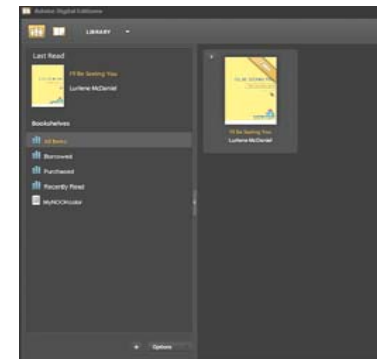 Adobe Digital Editions
LIBRARY
Last Read
I'll Be Seeing You
Lurlene McDaniel
Bookshelves
All Items
Borrowed
Purchased
Recently Read
MyNOOKcolor
Options
I'll Be Seeing You
Lurlene McDaniel